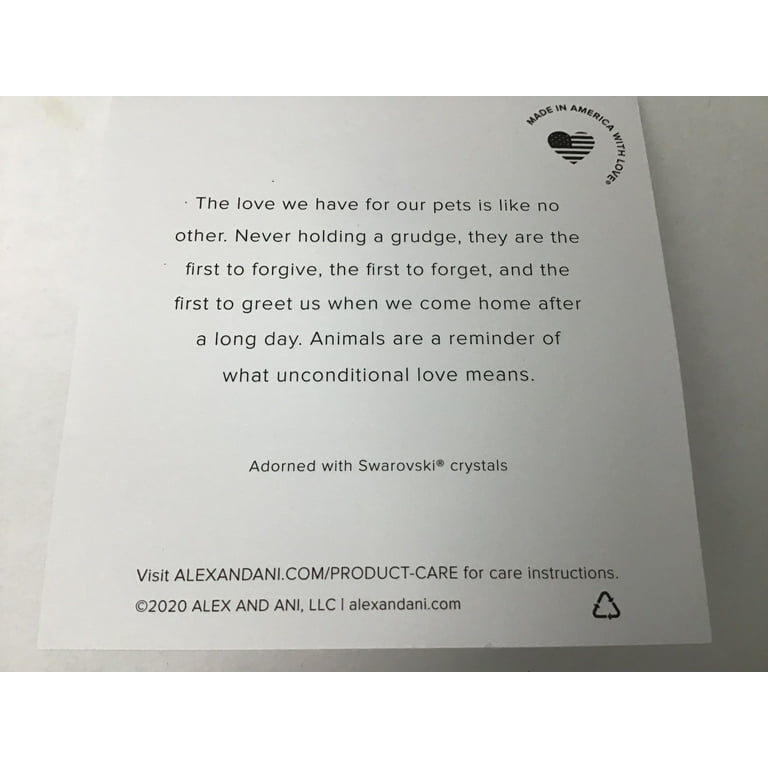 MADE IN AMERICA WITH LOVE®
The love we have for our pets is like no
other. Never holding a grudge, they are the
first to forgive, the first to forget, and the
first to greet us when we come home after
a long day. Animals are a reminder of
what unconditional love means.
Adorned with Swarovski® crystals
Visit ALEXANDANI.COM/PRODUCT-CARE for care instructions.
©2020 ALEX AND ANI, LLC | alexandani.com